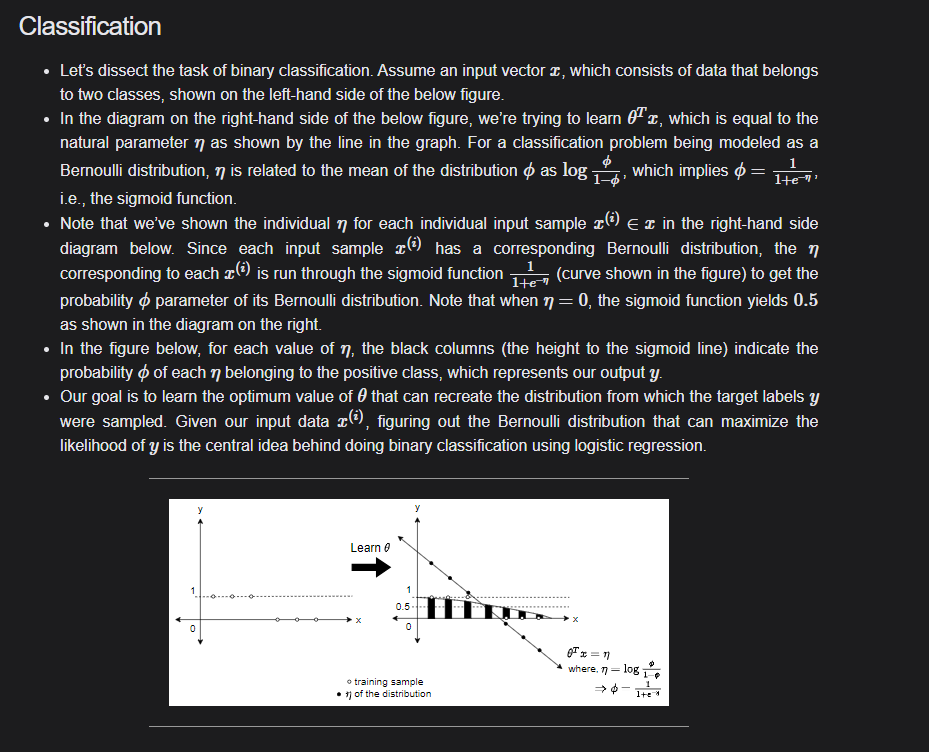 Classification
• Let's dissect the task of binary classification. Assume an input vector x, which consists of data that belongs
to two classes, shown on the left-hand side of the below figure.
• In the diagram on the right-hand side of the below figure, we're trying to learn θᵀx, which is equal to the
natural parameter η as shown by the line in the graph. For a classification problem being modeled as a
Bernoulli distribution, η is related to the mean of the distribution ϕ as log ϕ/(1−ϕ), which implies ϕ = 1/(1+e^−η),
i.e., the sigmoid function.
• Note that we've shown the individual η for each individual input sample x⁽ⁱ⁾ ∈ x in the right-hand side
diagram below. Since each input sample x⁽ⁱ⁾ has a corresponding Bernoulli distribution, the η
corresponding to each x⁽ⁱ⁾ is run through the sigmoid function 1/(1+e^−η) (curve shown in the figure) to get the
probability ϕ parameter of its Bernoulli distribution. Note that when η = 0, the sigmoid function yields 0.5
as shown in the diagram on the right.
• In the figure below, for each value of η, the black columns (the height to the sigmoid line) indicate the
probability ϕ of each η belonging to the positive class, which represents our output y.
• Our goal is to learn the optimum value of θ that can recreate the distribution from which the target labels y
were sampled. Given our input data x⁽ⁱ⁾, figuring out the Bernoulli distribution that can maximize the
likelihood of y is the central idea behind doing binary classification using logistic regression.
y
1
0
x
Learn θ
y
1
0.5
0
x
θᵀx = η
where, η = log ϕ/(1−ϕ)
⇒ ϕ = 1/(1+e^−η)
∘ training sample
• η of the distribution